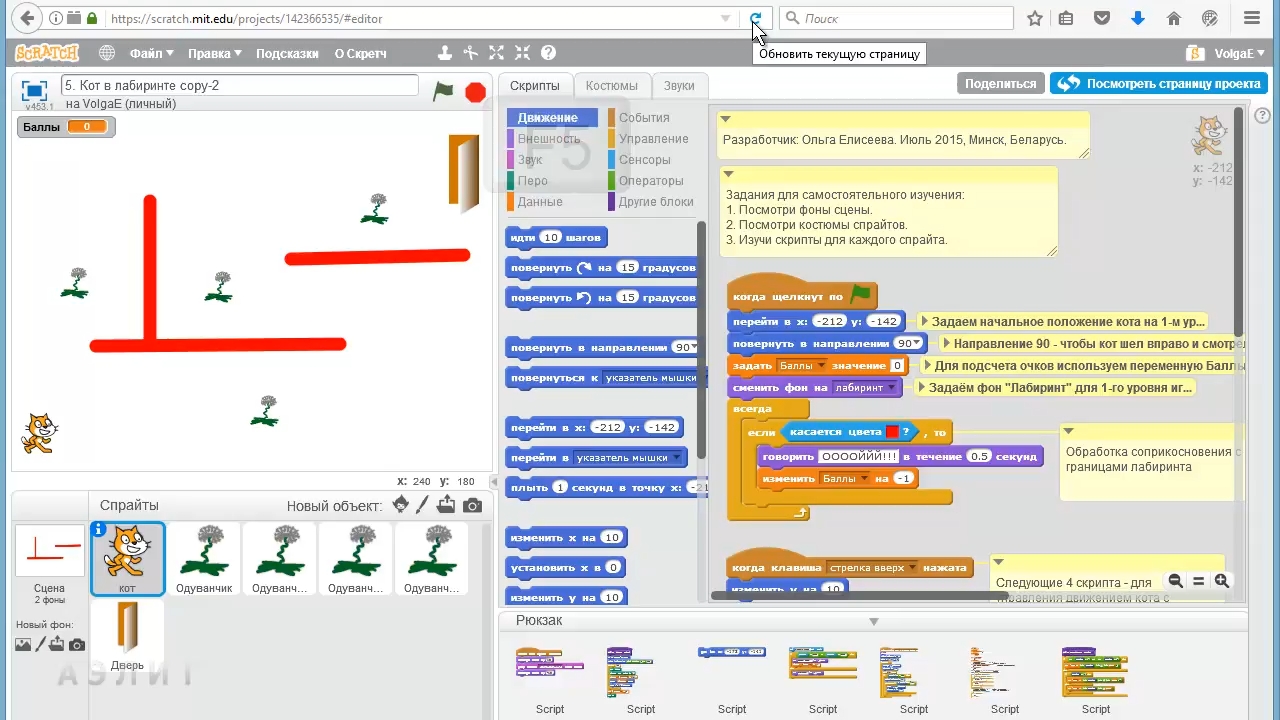 https://scratch.mit.edu/projects/142366535/#editor
Поиск
Обновить текущую страницу
SCRATCH
Файл
Правка
Подсказки
О Скретч
VolgaE
5. Кот в лабиринте copy-2
на VolgaE (личный)
v453.1
Баллы 0
F5
Скрипты
Костюмы
Звуки
Поделиться
Посмотреть страницу проекта
Движение
События
Внешность
Управление
Звук
Сенсоры
Перо
Операторы
Данные
Другие блоки
идти 10 шагов
повернуть на 15 градусов
повернуть на 15 градусов
повернуть в направлении 90
повернуться к указатель мышки
перейти в x: -212 y: -142
перейти в указатель мышки
плыть 1 секунд в точку x:
изменить x на 10
установить x в 0
изменить y на 10
Разработчик: Ольга Елисеева. Июль 2015, Минск, Беларусь.
Задания для самостоятельного изучения:
1. Посмотри фоны сцены.
2. Посмотри костюмы спрайтов.
3. Изучи скрипты для каждого спрайта.
x: -212
y: -142
когда щелкнут по
перейти в x: -212 y: -142
Задаем начальное положение кота на 1-м ур...
повернуть в направлении 90
Направление 90 - чтобы кот шел вправо и смотре
задать Баллы значение 0
Для подсчета очков используем переменную Баллы
сменить фон на лабиринт
Задаём фон "Лабиринт" для 1-го уровня иг...
всегда
если касается цвета ? , то
говорить ООООЙЙЙ!!! в течение 0.5 секунд
изменить Баллы на -1
Обработка соприкосновения с
границами лабиринта
когда клавиша стрелка вверх нажата
изменить y на 10
Следующие 4 скрипта - для
управления движением кота с
x: 240 y: 180
Спрайты
Новый объект:
Сцена
2 фоны
Новый фон:
кот
Одуванчик
Одуванч...
Одуванч...
Одуванч...
Дверь
АЭЛИТ
Рюкзак
Script
Script
Script
Script
Script
Script
Script